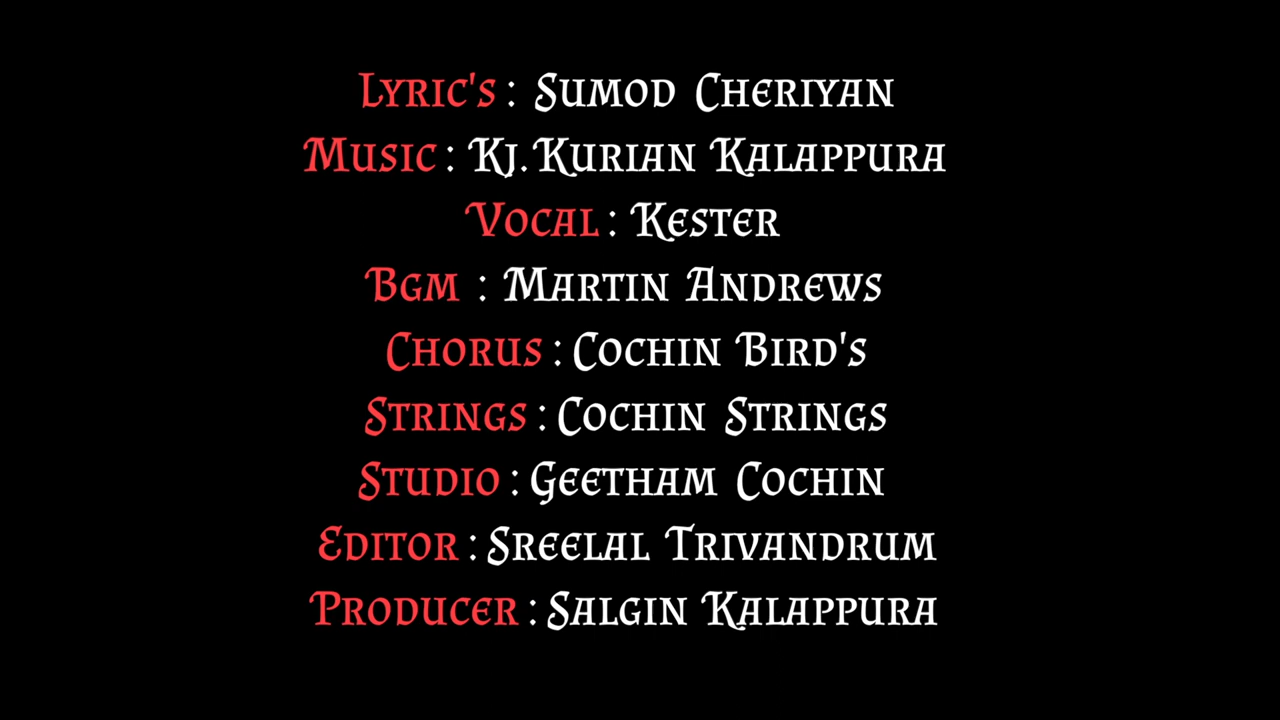 Lyric's : Sumod Cheriyan
Music : Kj.Kurian Kalappura
Vocal : Kester
Bgm : Martin Andrews
Chorus : Cochin Bird's
Strings : Cochin Strings
Studio : Geetham Cochin
Editor : Sreelal Trivandrum
Producer : Salgin Kalappura